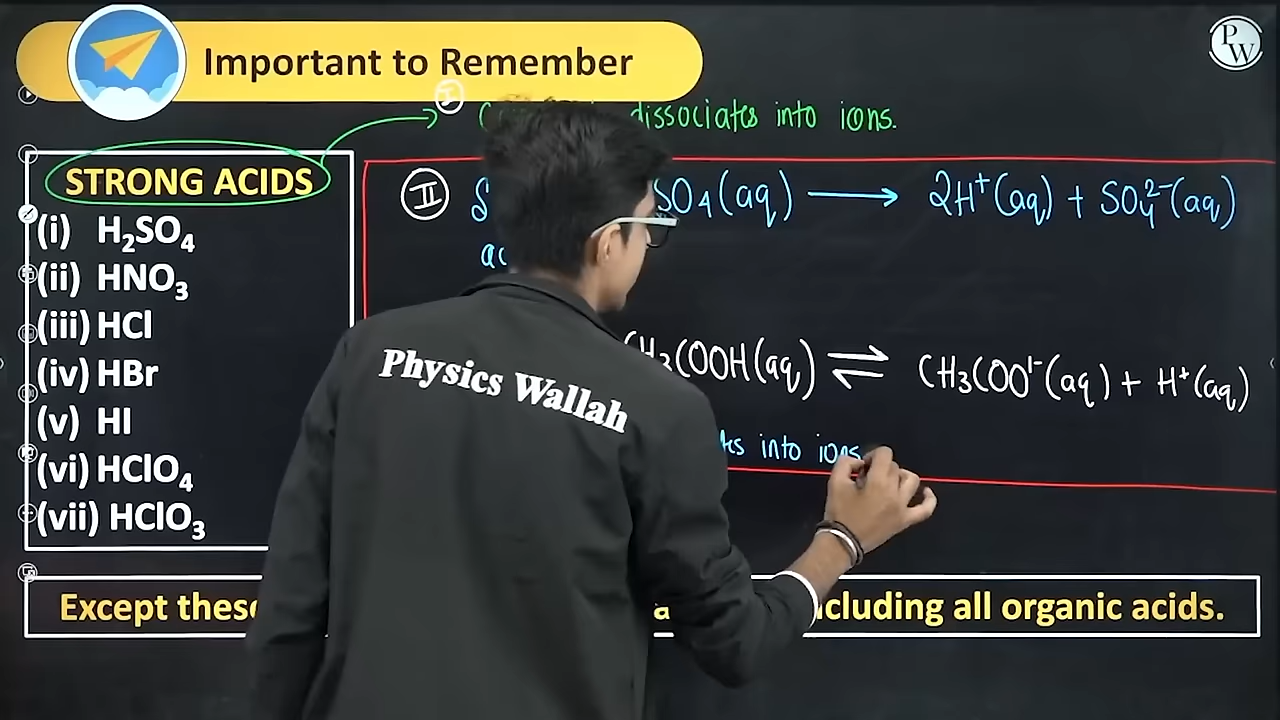 Important to Remember
PW
I dissociates into ions.
STRONG ACIDS
II SO4(aq) ⟶ 2H⁺(aq) + SO4²⁻(aq)
(i) H₂SO₄
(ii) HNO₃
(iii) HCl
CH3COOH(aq) ⇌ CH3COO¹⁻(aq) + H⁺(aq)
(iv) HBr
Physics Wallah
(v) HI
into ions
(vi) HClO₄
(vii) HClO₃
Except these all organic acids.